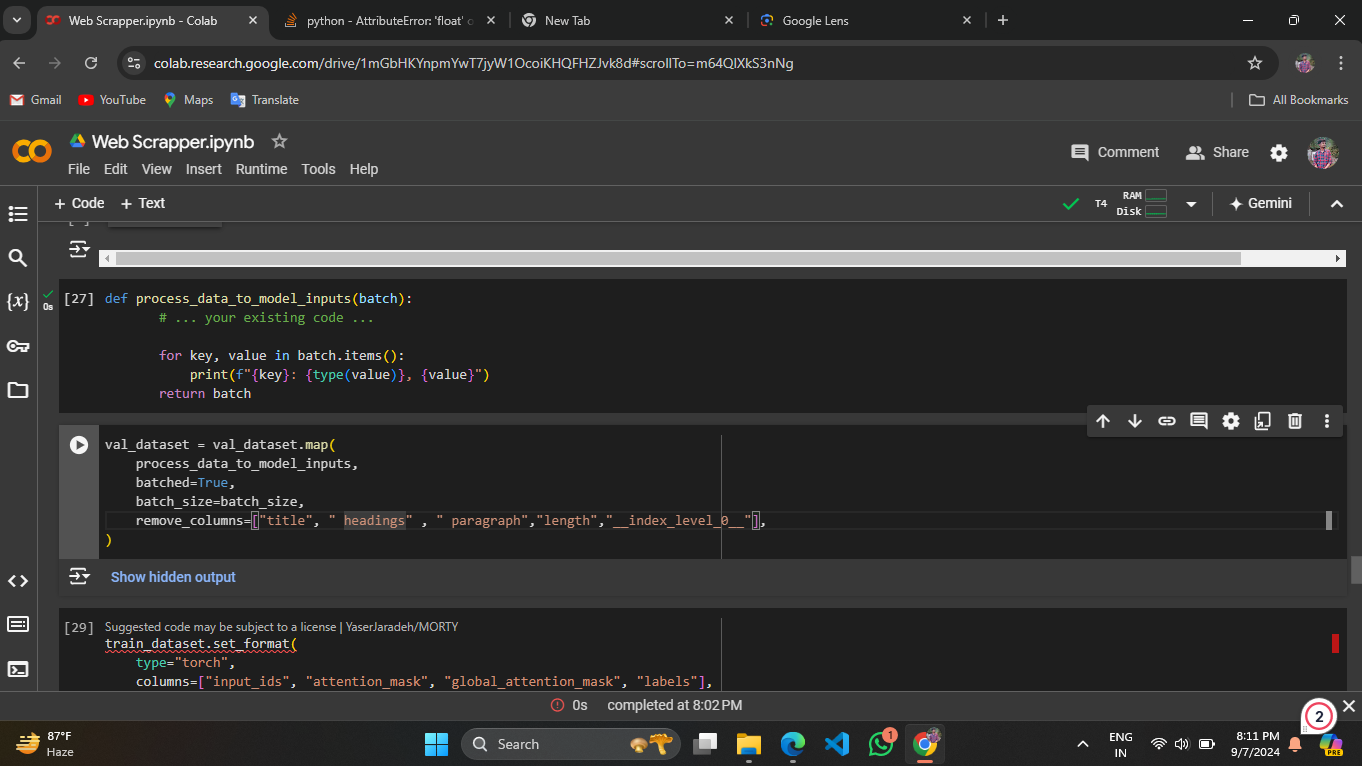 Web Scrapper.ipynb - Colab
python - AttributeError: 'float' o
New Tab
Google Lens
colab.research.google.com/drive/1mGbHKYnpmYwT7jyW1OcoiKHQFHZJvk8d#scrollTo=m64QlXkS3nNg
Gmail YouTube Maps Translate All Bookmarks
Web Scrapper.ipynb
Comment Share
File Edit View Insert Runtime Tools Help
+ Code + Text
T4 RAM Disk Gemini
{x}
0s
[27] def process_data_to_model_inputs(batch):
# ... your existing code ...
for key, value in batch.items():
print(f"{key}: {type(value)}, {value}")
return batch
val_dataset = val_dataset.map(
process_data_to_model_inputs,
batched=True,
batch_size=batch_size,
remove_columns=["title", " headings" , " paragraph","length","__index_level_0__"],
)
Show hidden output
[29] Suggested code may be subject to a license | YaserJaradeh/MORTY
train_dataset.set_format(
type="torch",
columns=["input_ids", "attention_mask", "global_attention_mask", "labels"],
0s completed at 8:02 PM
2
87°F
Haze
Search
1
ENG
IN
8:11 PM
9/7/2024
PRE